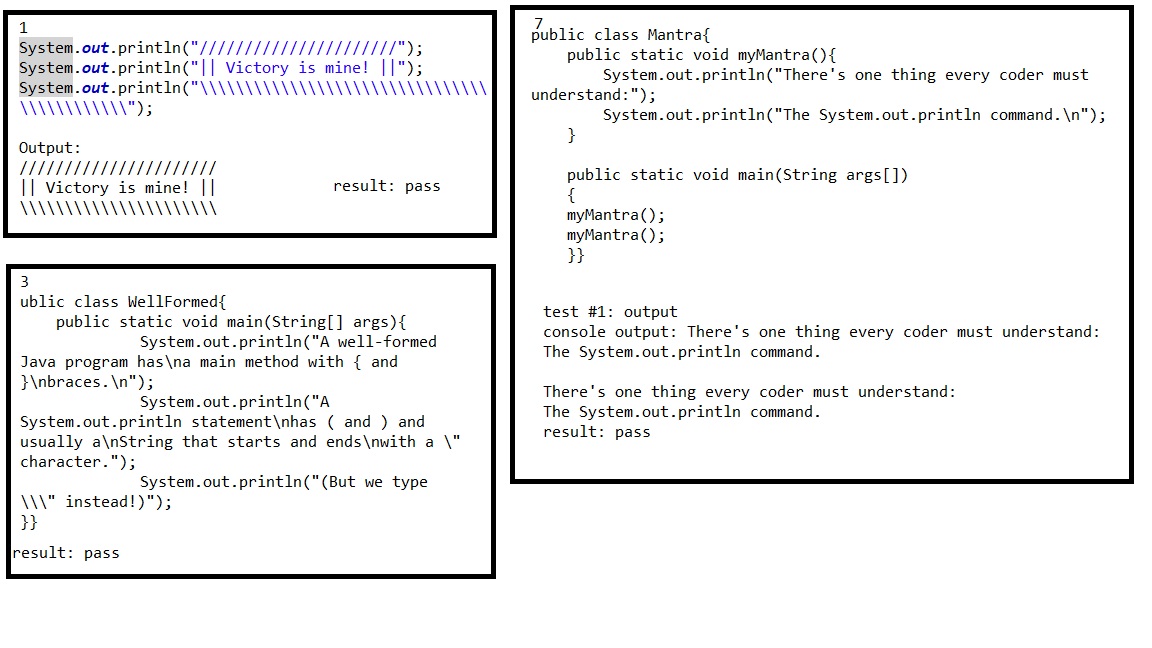 1
System.out.println("//////////////////////");
System.out.println("|| Victory is mine! ||");
System.out.println("\\\\\\\\\\\\\\\\\\\\\\\\\\\\\\\\
\\\\\\\\\\\\");
Output:
//////////////////////
|| Victory is mine! ||
\\\\\\\\\\\\\\\\\\\\\\
result: pass
3
ublic class WellFormed{
public static void main(String[] args){
System.out.println("A well-formed
Java program has\na main method with { and
}\nbraces.\n");
System.out.println("A
System.out.println statement\nhas ( and ) and
usually a\nString that starts and ends\nwith a \"
character.");
System.out.println("(But we type
\\\" instead!)");
}}
result: pass
7
public class Mantra{
public static void myMantra(){
System.out.println("There's one thing every coder must
understand:");
System.out.println("The System.out.println command.\n");
}
public static void main(String args[])
{
myMantra();
myMantra();
}}
test #1: output
console output: There's one thing every coder must understand:
The System.out.println command.
There's one thing every coder must understand:
The System.out.println command.
result: pass